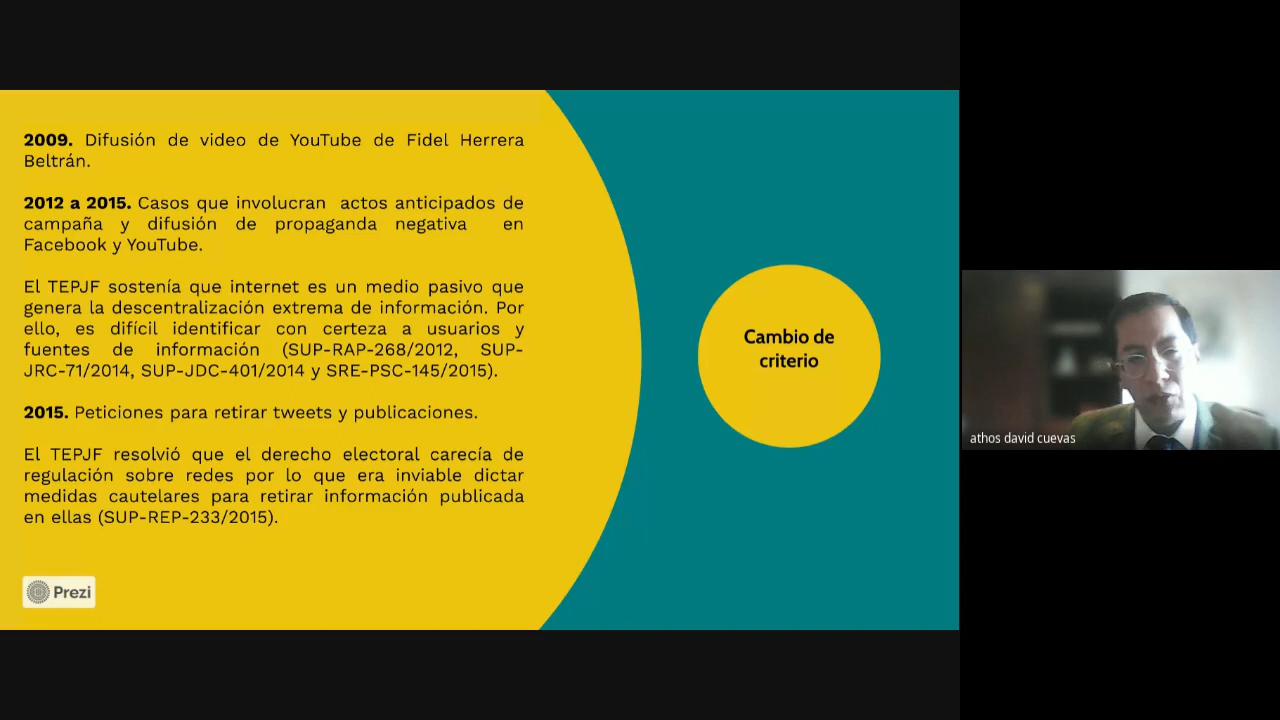 2009. Difusión de video de YouTube de Fidel Herrera
Beltrán.
2012 a 2015. Casos que involucran actos anticipados de
campaña y difusión de propaganda negativa en
Facebook y YouTube.
El TEPJF sostenía que internet es un medio pasivo que
genera la descentralización extrema de información. Por
ello, es difícil identificar con certeza a usuarios y
fuentes de información (SUP-RAP-268/2012, SUP-
JRC-71/2014, SUP-JDC-401/2014 y SRE-PSC-145/2015).
2015. Peticiones para retirar tweets y publicaciones.
El TEPJF resolvió que el derecho electoral carecía de
regulación sobre redes por lo que era inviable dictar
medidas cautelares para retirar información publicada
en ellas (SUP-REP-233/2015).
Prezi
Cambio de
criterio
athos david cuevas